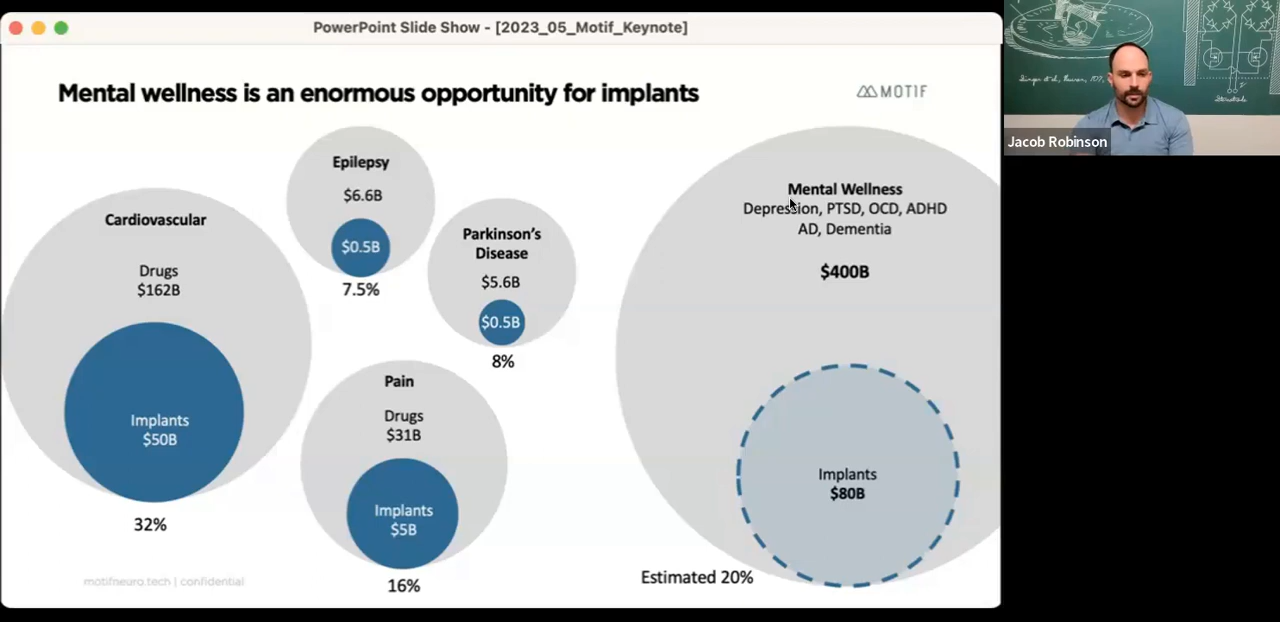 PowerPoint Slide Show - [2023_05_Motif_Keynote]
Mental wellness is an enormous opportunity for implants
MOTIF
Cardiovascular
Drugs
$162B
Implants
$50B
32%
Epilepsy
$6.6B
$0.5B
7.5%
Parkinson's
Disease
$5.6B
$0.5B
8%
Pain
Drugs
$31B
Implants
$5B
16%
Mental Wellness
Depression, PTSD, OCD, ADHD
AD, Dementia
$400B
Implants
$80B
Estimated 20%
motifneuro.tech | confidential
Jacob Robinson